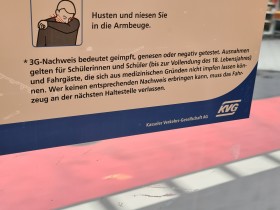 Husten und niesen Sie
in die Armbeuge.
* 3G-Nachweis bedeutet geimpft, genesen oder negativ getestet. Ausnahmen
gelten für Schülerinnen und Schüler (bis zur Vollendung des 18. Lebensjahres)
und Fahrgäste, die sich aus medizinischen Gründen nicht impfen lassen kön-
nen. Wer keinen entsprechenden Nachweis erbringen kann, muss das Fahr-
zeug an der nächsten Haltestelle verlassen.
KVG
Kasseler Verkehrs-Gesellschaft AG